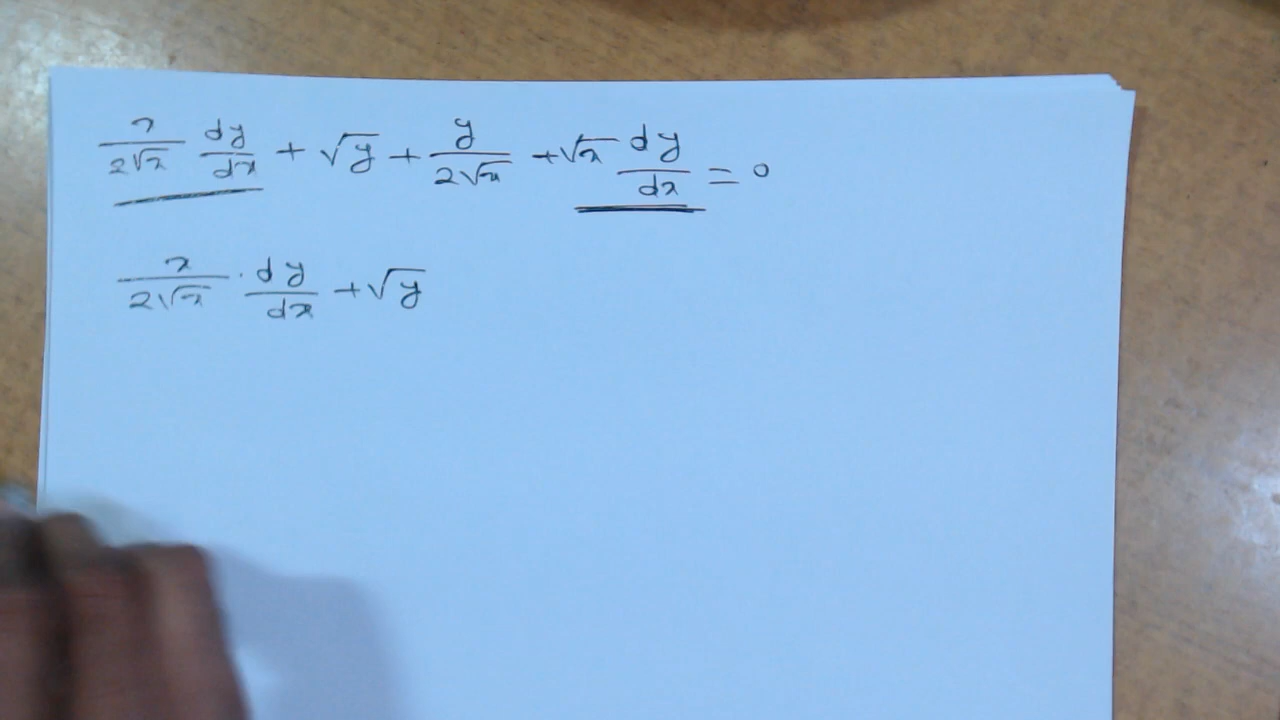 x/(2√x) dy/dx + √y + y/(2√x) + √x dy/dx = 0
x/(2√x) · dy/dx + √y